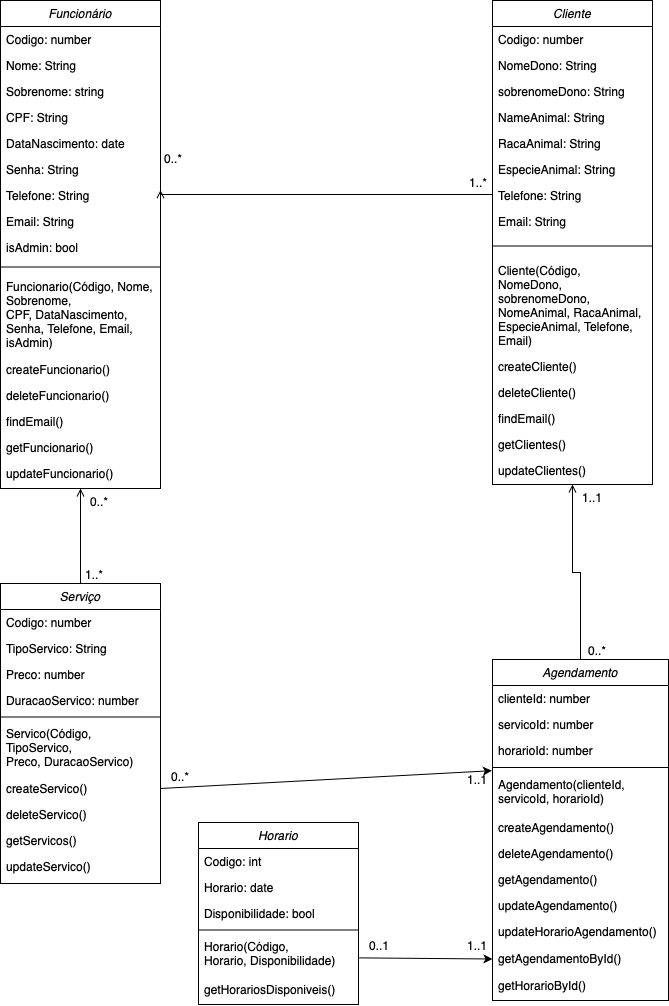 Funcionário
Codigo: number
Nome: String
Sobrenome: string
CPF: String
DataNascimento: date
Senha: String
Telefone: String
Email: String
isAdmin: bool
Funcionario(Código, Nome,
Sobrenome,
CPF, DataNascimento,
Senha, Telefone, Email,
isAdmin)
createFuncionario()
deleteFuncionario()
findEmail()
getFuncionario()
updateFuncionario()
0..*
1..*
Cliente
Codigo: number
NomeDono: String
sobrenomeDono: String
NameAnimal: String
RacaAnimal: String
EspecieAnimal: String
Telefone: String
Email: String
Cliente(Código,
NomeDono,
sobrenomeDono,
NomeAnimal, RacaAnimal,
EspecieAnimal, Telefone,
Email)
createCliente()
deleteCliente()
findEmail()
getClientes()
updateClientes()
0..*
1..*
1..1
0..*
Serviço
Codigo: number
TipoServico: String
Preco: number
DuracaoServico: number
Servico(Código,
TipoServico,
Preco, DuracaoServico)
createServico()
deleteServico()
getServicos()
updateServico()
0..*
1..1
Agendamento
clienteId: number
servicoId: number
horarioId: number
Agendamento(clienteId,
servicoId, horarioId)
createAgendamento()
deleteAgendamento()
getAgendamento()
updateAgendamento()
updateHorarioAgendamento()
getAgendamentoById()
getHorarioById()
Horario
Codigo: int
Horario: date
Disponibilidade: bool
Horario(Código,
Horario, Disponibilidade)
getHorariosDisponiveis()
0..1
1..1